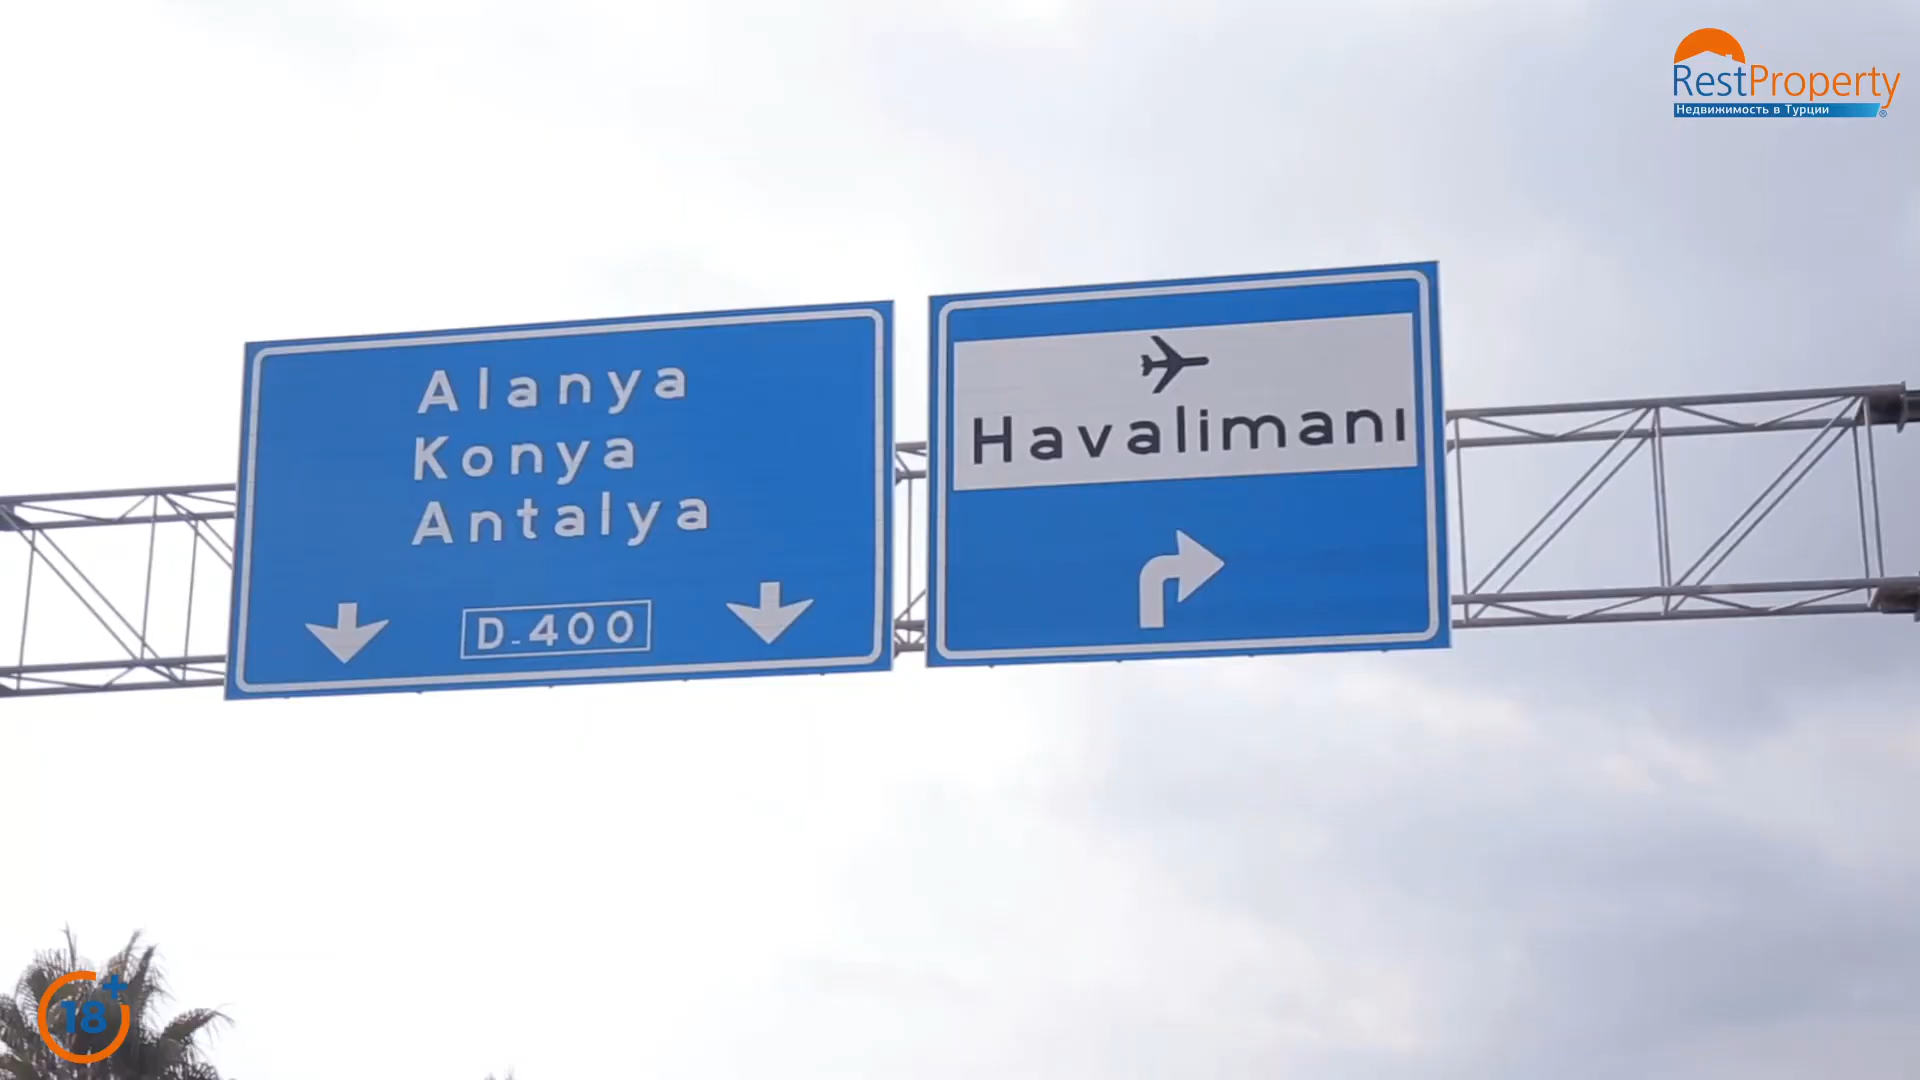 RestProperty
Недвижимость в Турции
®
Alanya
Konya
Antalya
D-400
Havalimanı
18+